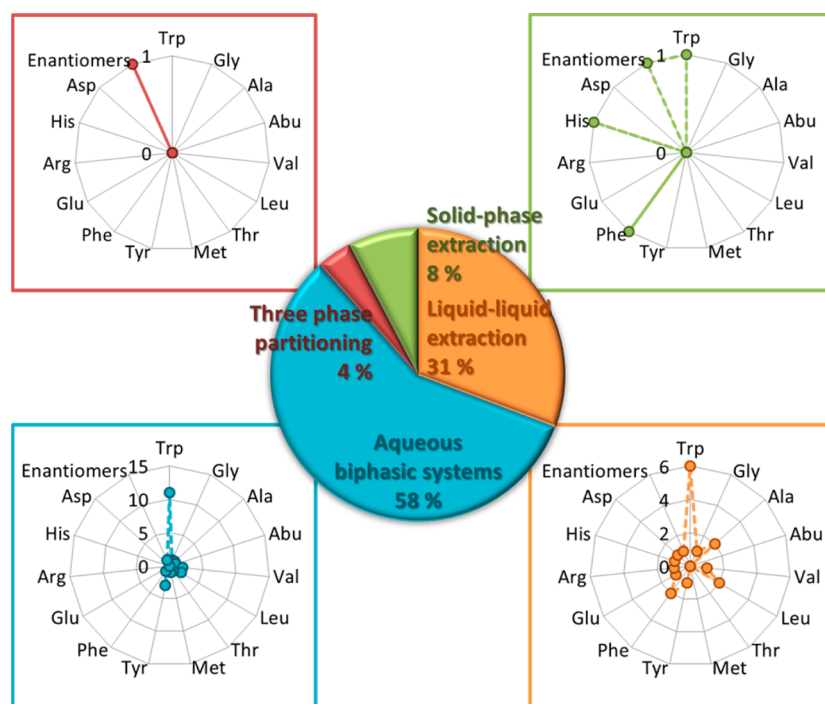 Trp
Gly
Ala
Abu
Val
Leu
Thr
Met
Tyr
Phe
Glu
Arg
His
Asp
Enantiomers
1
0
Trp
Gly
Ala
Abu
Val
Leu
Thr
Met
Tyr
Phe
Glu
Arg
His
Asp
Enantiomers
1
0
Solid-phase
extraction
8 %
Liquid-liquid
extraction
31 %
Three phase
partitioning
4 %
Aqueous
biphasic systems
58 %
Trp
Gly
Ala
Abu
Val
Leu
Thr
Met
Tyr
Phe
Glu
Arg
His
Asp
Enantiomers
15
10
5
0
Trp
Gly
Ala
Abu
Val
Leu
Thr
Met
Tyr
Phe
Glu
Arg
His
Asp
Enantiomers
6
4
2
0